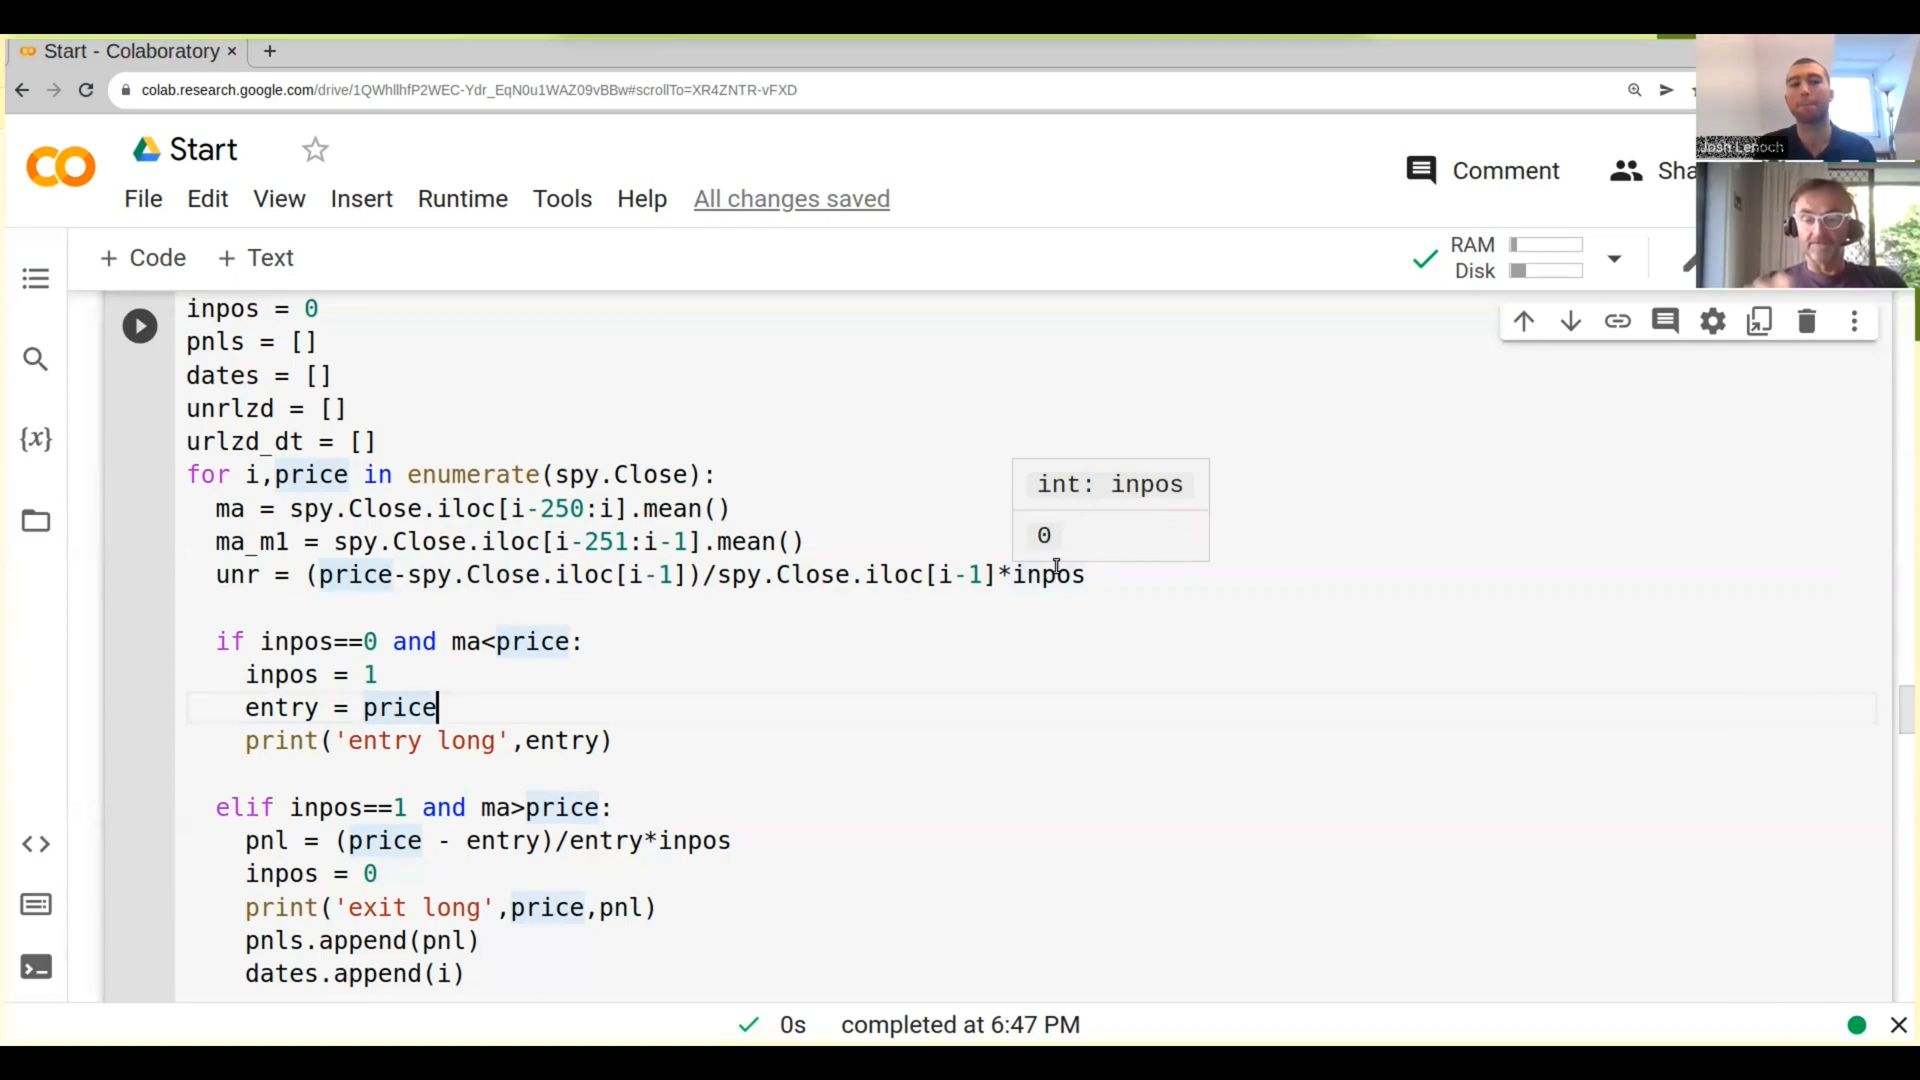 Start - Colaboratory
colab.research.google.com/drive/1QWhllhfP2WEC-Ydr_EqN0u1WAZ09vBBw#scrollTo=XR4ZNTR-vFXD
Josh Lenoch
Start
File Edit View Insert Runtime Tools Help All changes saved
Comment Sha
+ Code + Text
RAM
Disk
inpos = 0
pnls = []
dates = []
unrlzd = []
urlzd_dt = []
for i,price in enumerate(spy.Close):
ma = spy.Close.iloc[i-250:i].mean()
ma_m1 = spy.Close.iloc[i-251:i-1].mean()
unr = (price-spy.Close.iloc[i-1])/spy.Close.iloc[i-1]*inpos
int: inpos
0
if inpos==0 and ma<price:
inpos = 1
entry = price
print('entry long',entry)
elif inpos==1 and ma>price:
pnl = (price - entry)/entry*inpos
inpos = 0
print('exit long',price,pnl)
pnls.append(pnl)
dates.append(i)
0s completed at 6:47 PM